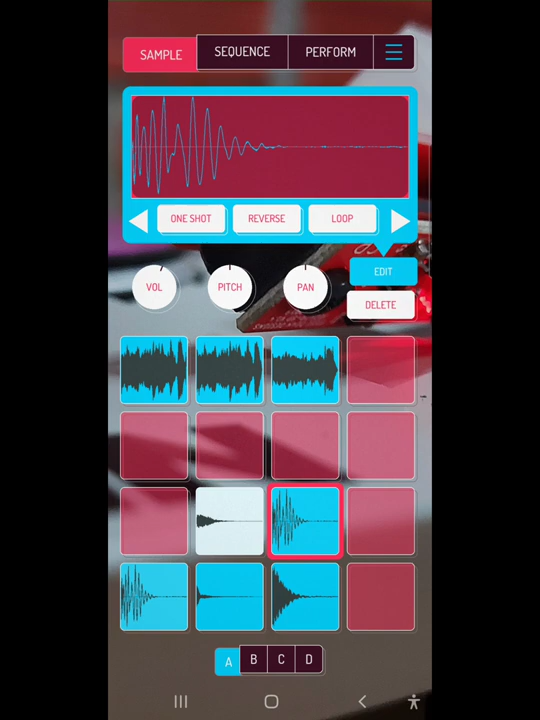 SAMPLE SEQUENCE PERFORM
ONE SHOT REVERSE LOOP
VOL PITCH PAN EDIT
DELETE
A B C D